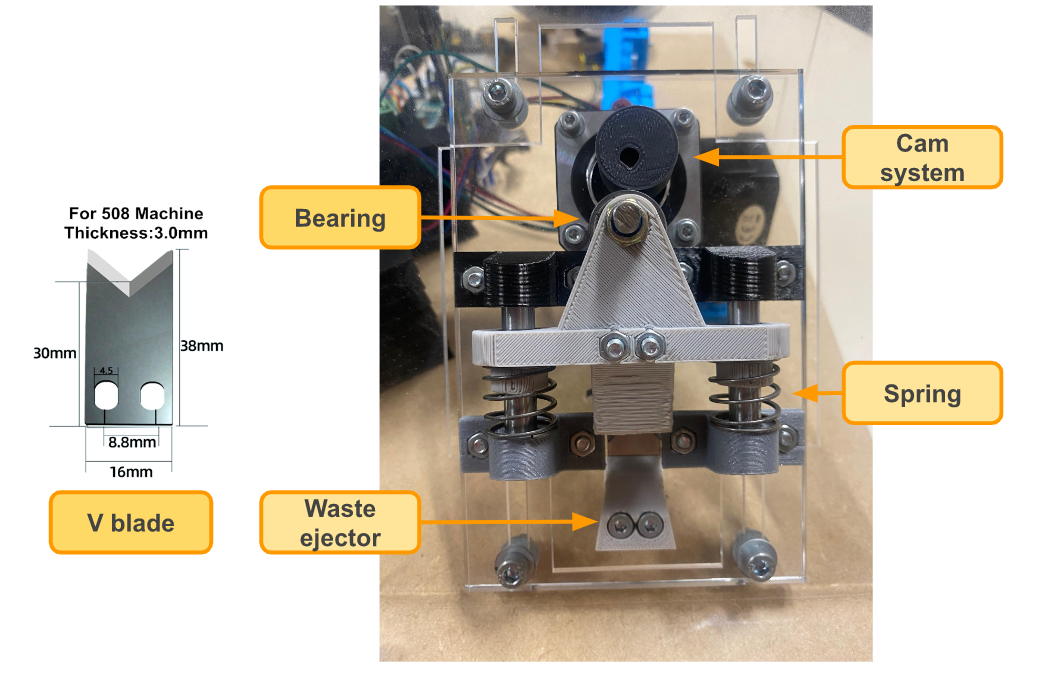 Cam
system
Bearing
For 508 Machine
Thickness:3.0mm
30mm
38mm
4.5
8.8mm
16mm
Spring
V blade
Waste
ejector